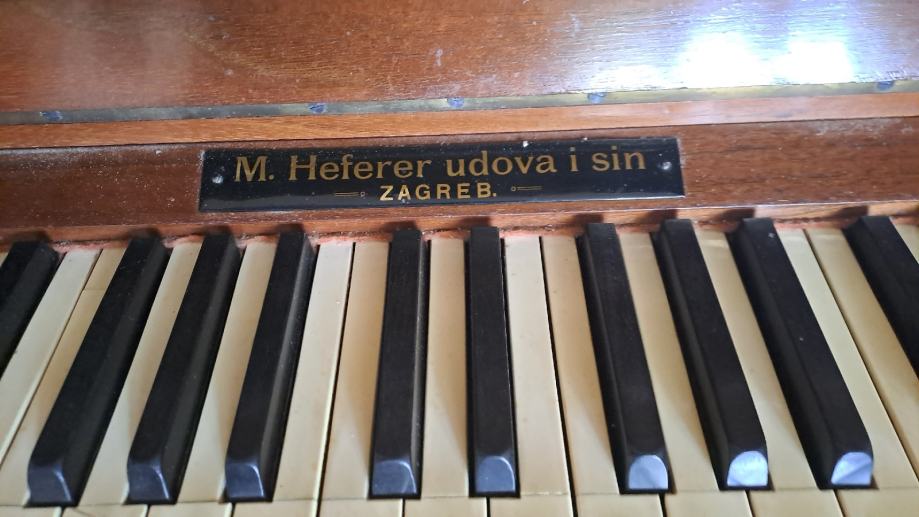 M. Heferer udova i sin
ZAGREB.